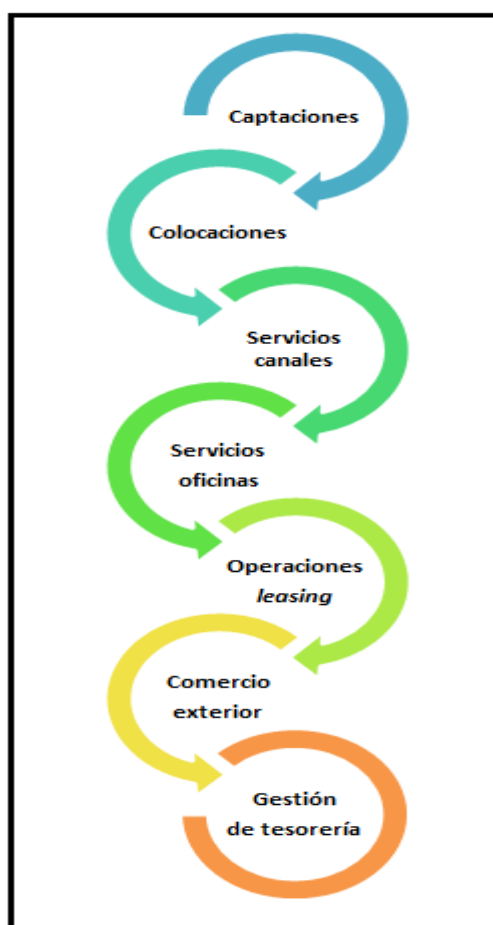 Captaciones
Colocaciones
Servicios
canales
Servicios
oficinas
Operaciones
leasing
Comercio
exterior
Gestión
de tesorería